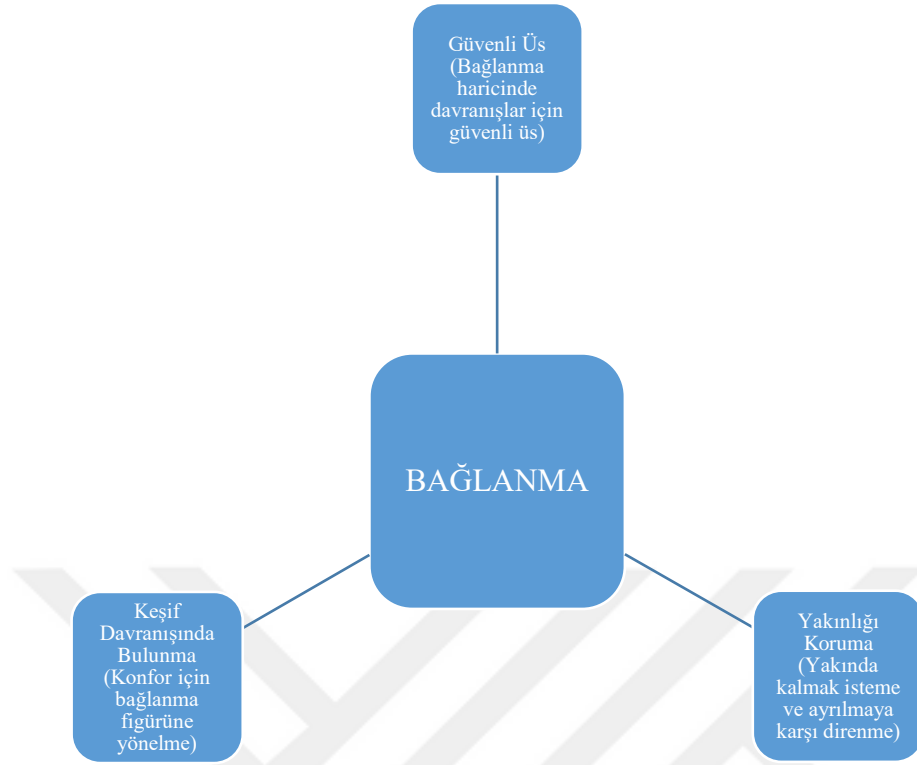 Güvenli Üs
(Bağlanma
haricinde
davranışlar için
güvenli üs)
BAĞLANMA
Keşif
Davranışında
Bulunma
(Konfor için
bağlanma
figürüne
yönelme)
Yakınlığı
Koruma
(Yakında
kalmak isteme
ve ayrılmaya
karşı direnme)